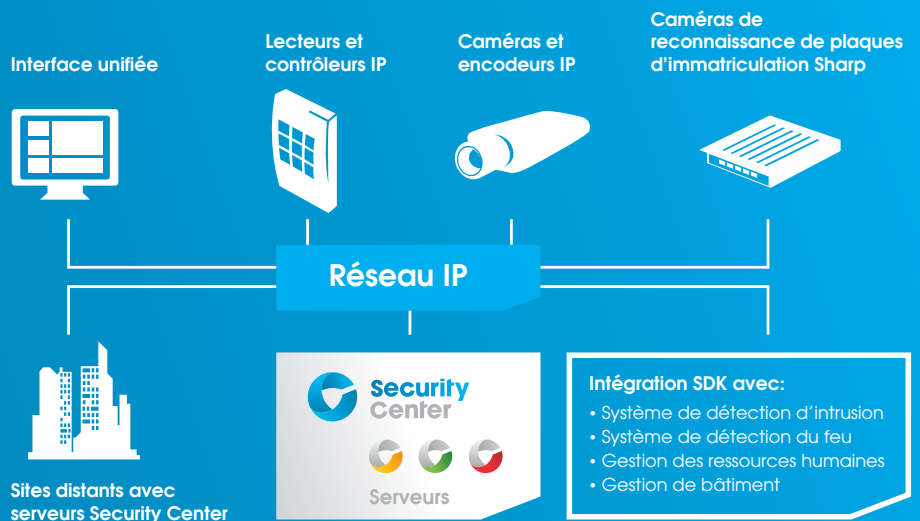 Interface unifiée
Lecteurs et
contrôleurs IP
Caméras et
encodeurs IP
Caméras de
reconnaissance de plaques
d'immatriculation Sharp
Réseau IP
Sites distants avec
serveurs Security Center
Security
Center
Serveurs
Intégration SDK avec:
• Système de détection d'intrusion
• Système de détection du feu
• Gestion des ressources humaines
• Gestion de bâtiment